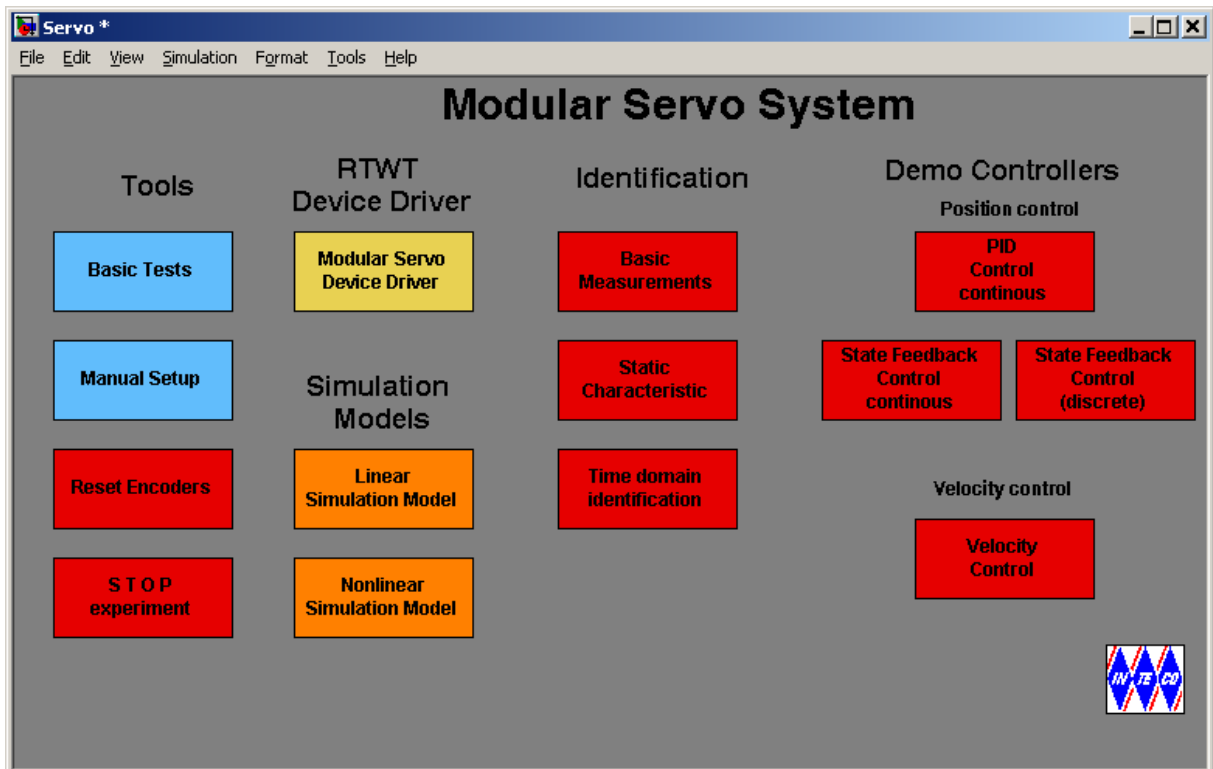 Servo *
File Edit View Simulation Format Tools Help
Modular Servo System
Tools
Basic Tests
Manual Setup
Reset Encoders
S T O P
experiment
RTWT
Device Driver
Modular Servo
Device Driver
Simulation
Models
Linear
Simulation Model
Nonlinear
Simulation Model
Identification
Basic
Measurements
Static
Characteristic
Time domain
identification
Demo Controllers
Position control
PID
Control
continous
State Feedback
Control
continous
State Feedback
Control
(discrete)
Velocity control
Velocity
Control
IN TE CO